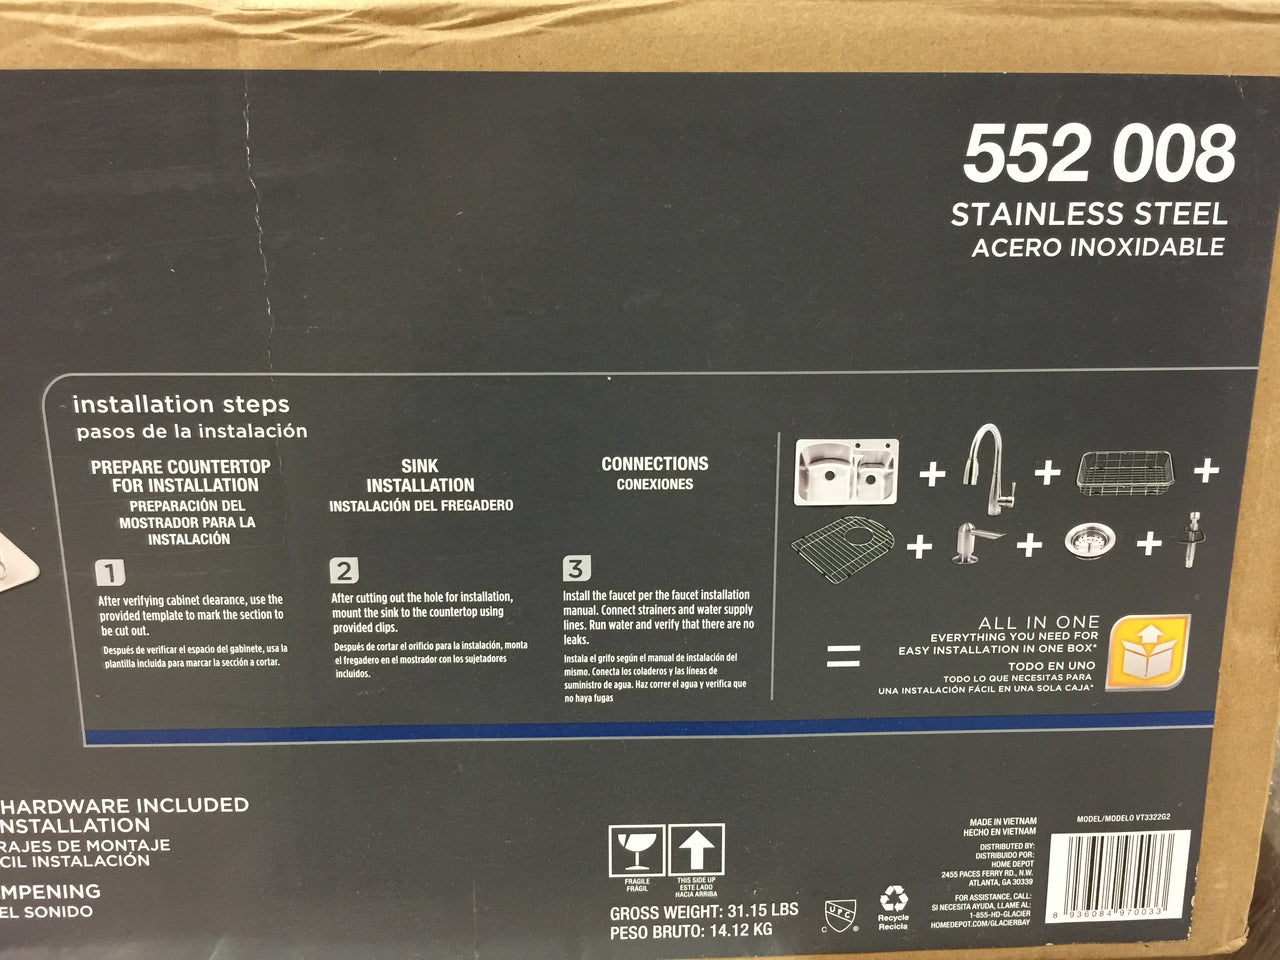 552 008
STAINLESS STEEL
ACERO INOXIDABLE
installation steps
pasos de la instalación
PREPARE COUNTERTOP
FOR INSTALLATION
PREPARACIÓN DEL
MOSTRADOR PARA LA
INSTALACIÓN
1
After verifying cabinet clearance, use the
provided template to mark the section to
be cut out.
Después de verificar el espacio del gabinete, usa la
plantilla incluida para marcar la sección a cortar.
SINK
INSTALLATION
INSTALACIÓN DEL FREGADERO
2
After cutting out the hole for installation,
mount the sink to the countertop using
provided clips.
Después de cortar el orificio para la instalación, monta
el fregadero en el mostrador con los sujetadores
incluidos.
CONNECTIONS
CONEXIONES
3
Install the faucet per the faucet installation
manual. Connect strainers and water supply
lines. Run water and verify that there are no
leaks.
Instala el grifo según el manual de instalación del
mismo. Conecta los coladeros y las líneas de
suministro de agua. Haz correr el agua y verifica que
no haya fugas
+ + +
+ + +
=
ALL IN ONE
EVERYTHING YOU NEED FOR
EASY INSTALLATION IN ONE BOX*
TODO EN UNO
TODO LO QUE NECESITAS PARA
UNA INSTALACIÓN FÁCIL EN UNA SOLA CAJA*
HARDWARE INCLUDED
NSTALLATION
RAJES DE MONTAJE
CIL INSTALACIÓN
MPENING
EL SONIDO
FRAGILE
FRÁGIL
THIS SIDE UP
ESTE LADO
HACIA ARRIBA
GROSS WEIGHT: 31.15 LBS
PESO BRUTO: 14.12 KG
UPC
C ®
Recycle
Recicla
MADE IN VIETNAM
HECHO EN VIETNAM
DISTRIBUTED BY:
DISTRIBUIDO POR:
HOME DEPOT
2455 PACES FERRY RD., N.W.
ATLANTA, GA 30339
FOR ASSISTANCE, CALL:
SI NECESITA AYUDA, LLAME AL:
1-855-HD-GLACIER
HOMEDEPOT.COM/GLACIERBAY
MODEL/MODELO VT3322G2
8 936084 970033